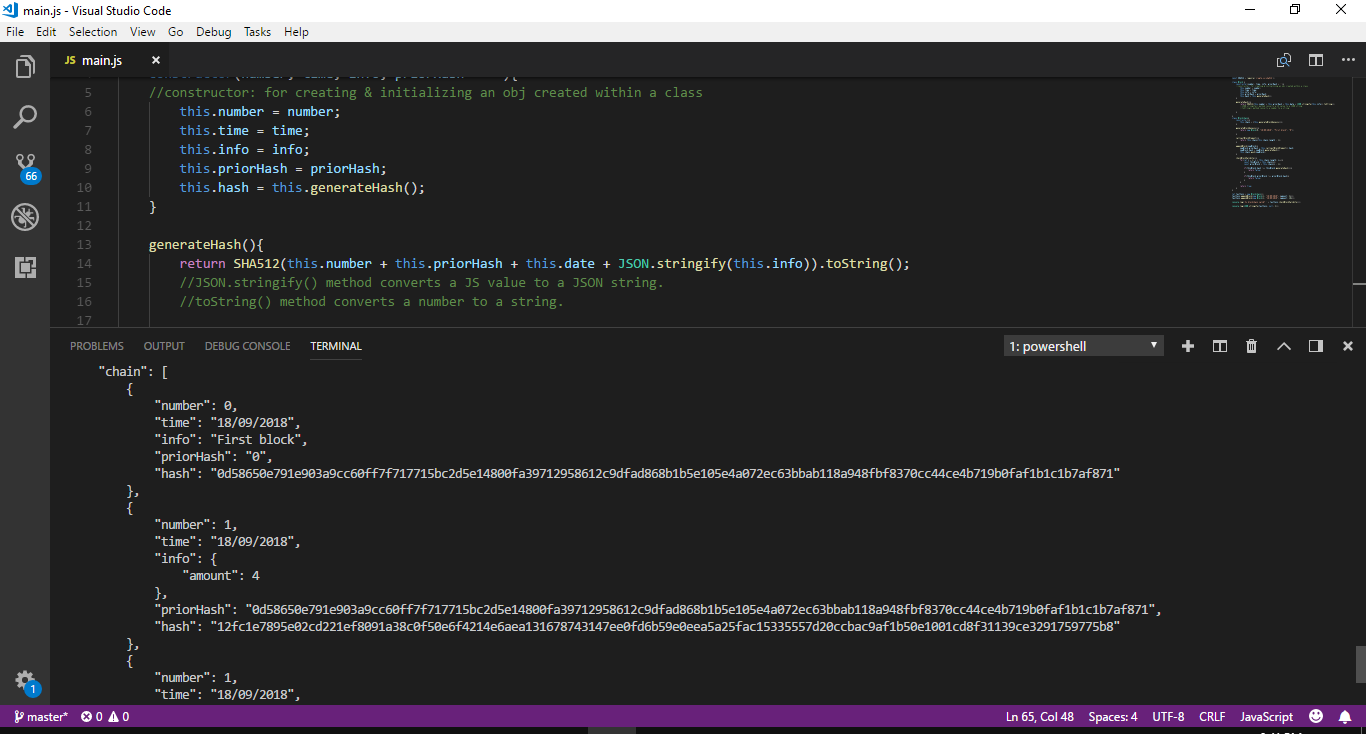 main.js - Visual Studio Code
File Edit Selection View Go Debug Tasks Help
JS main.js
5 //constructor: for creating & initializing an obj created within a class
6 this.number = number;
7 this.time = time;
8 this.info = info;
9 this.priorHash = priorHash;
10 this.hash = this.generateHash();
11 }
12
13 generateHash(){
14 return SHA512(this.number + this.priorHash + this.date + JSON.stringify(this.info)).toString();
15 //JSON.stringify() method converts a JS value to a JSON string.
16 //toString() method converts a number to a string.
17
66
PROBLEMS OUTPUT DEBUG CONSOLE TERMINAL 1: powershell
"chain": [
{
"number": 0,
"time": "18/09/2018",
"info": "First block",
"priorHash": "0",
"hash": "0d58650e791e903a9cc60ff7f717715bc2d5e14800fa39712958612c9dfad868b1b5e105e4a072ec63bbab118a948fbf8370cc44ce4b719b0faf1b1c1b7af871"
},
{
"number": 1,
"time": "18/09/2018",
"info": {
"amount": 4
},
"priorHash": "0d58650e791e903a9cc60ff7f717715bc2d5e14800fa39712958612c9dfad868b1b5e105e4a072ec63bbab118a948fbf8370cc44ce4b719b0faf1b1c1b7af871",
"hash": "12fc1e7895e02cd221ef8091a38c0f50e6f4214e6aea131678743147ee0fd6b59e0eea5a25fac15335557d20ccbac9af1b50e1001cd8f31139ce3291759775b8"
},
{
"number": 1,
"time": "18/09/2018",
1
master* 0 0 Ln 65, Col 48 Spaces: 4 UTF-8 CRLF JavaScript